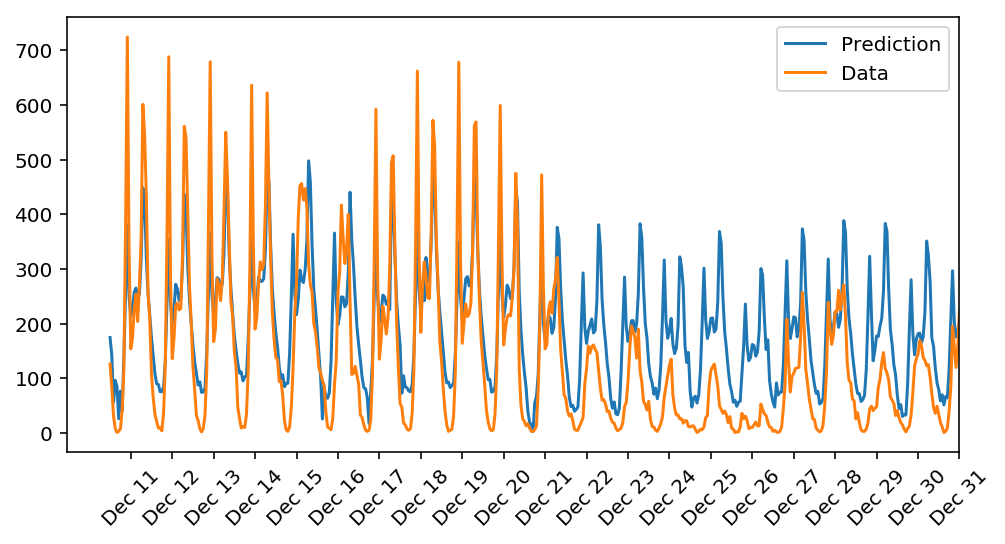 Prediction
Data
700
600
500
400
300
200
100
0
Dec 11
Dec 12
Dec 13
Dec 14
Dec 15
Dec 16
Dec 17
Dec 18
Dec 19
Dec 20
Dec 21
Dec 22
Dec 23
Dec 24
Dec 25
Dec 26
Dec 27
Dec 28
Dec 29
Dec 30
Dec 31